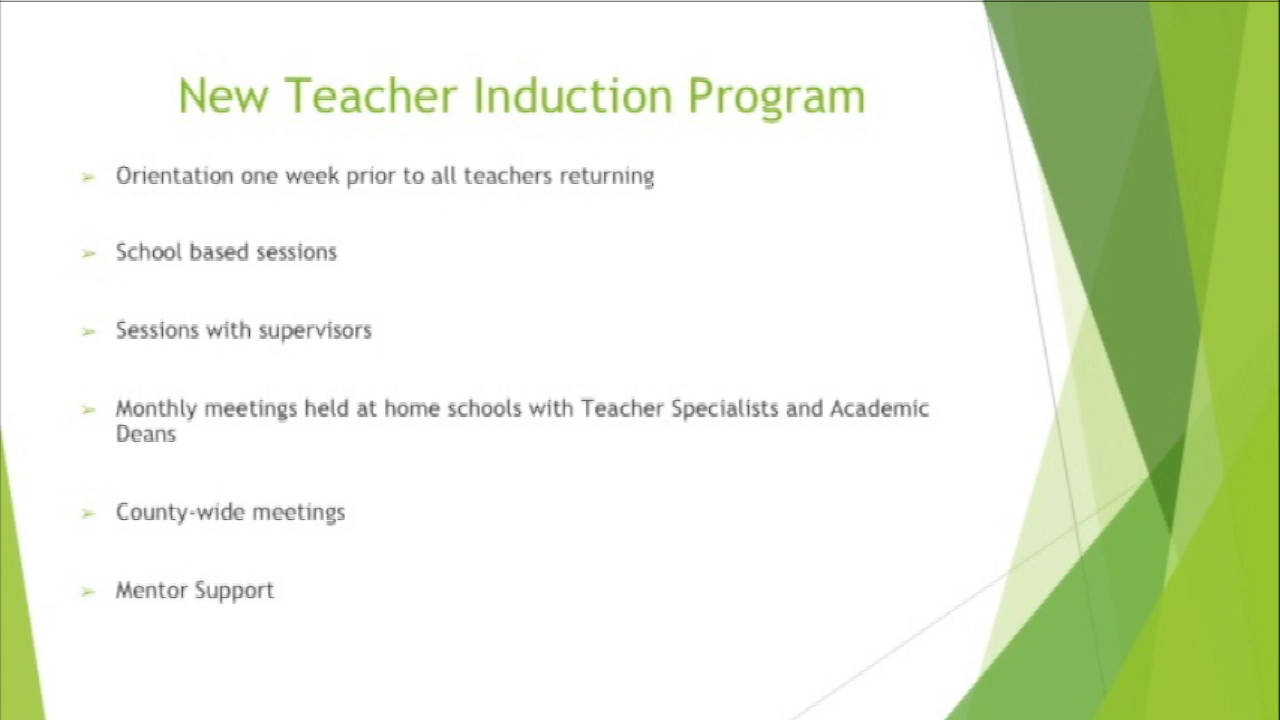 New Teacher Induction Program
➢ Orientation one week prior to all teachers returning
➢ School based sessions
➢ Sessions with supervisors
➢ Monthly meetings held at home schools with Teacher Specialists and Academic
Deans
➢ County-wide meetings
➢ Mentor Support